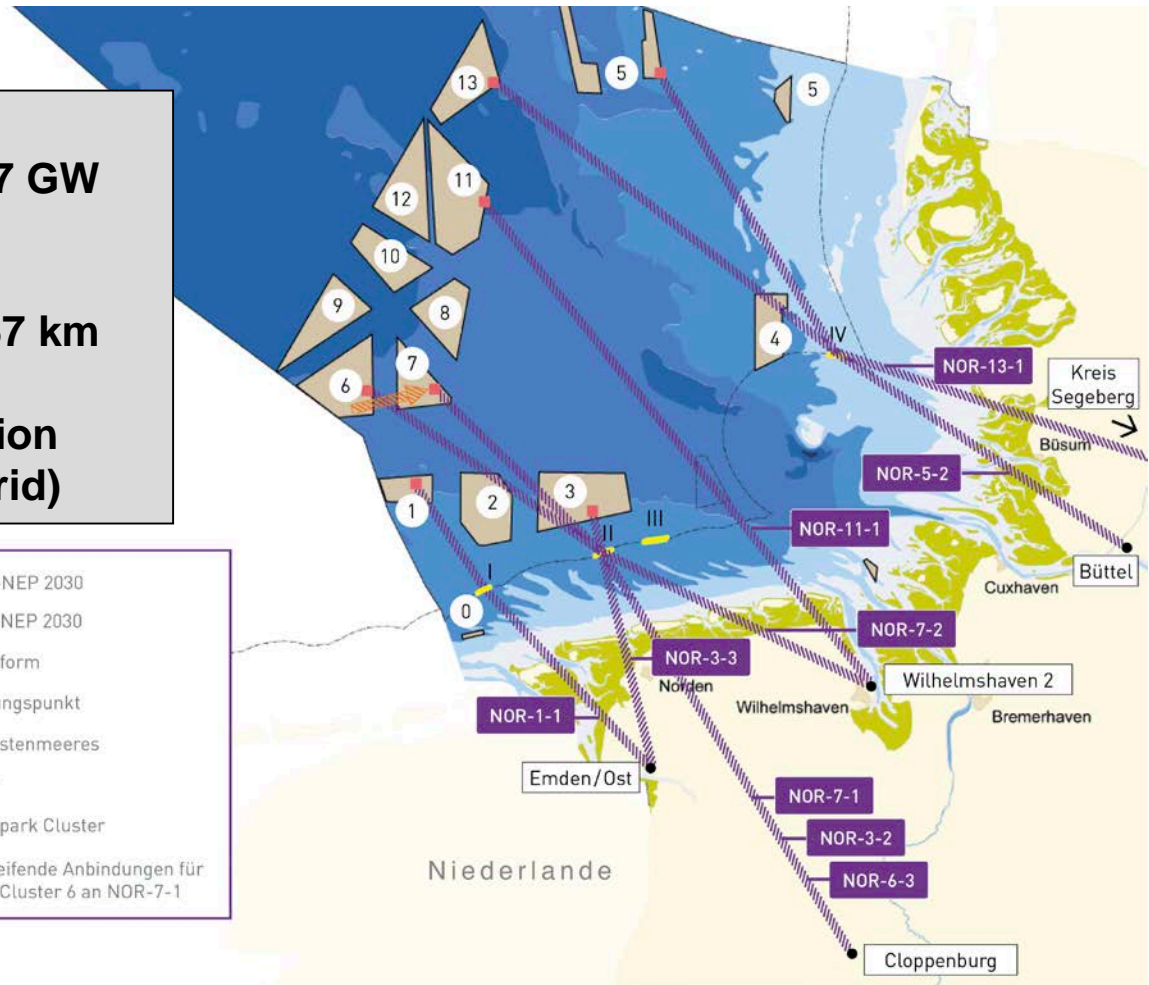 7 GW
67 km
ion
rid)
-NEP 2030
NEP 2030
form
ungspunkt
stenmeeres
park Cluster
eifende Anbindungen für
Cluster 6 an NOR-7-1
13
5
5
12
11
10
9
8
7
6
4
IV
NOR-13-1
Kreis
Segeberg
Büsum
NOR-5-2
1
2
3
II
III
NOR-11-1
Büttel
Cuxhaven
I
0
NOR-7-2
NOR-3-3
Norden
Wilhelmshaven 2
Wilhelmshaven
Bremerhaven
NOR-1-1
Emden/Ost
NOR-7-1
NOR-3-2
Niederlande
NOR-6-3
Cloppenburg